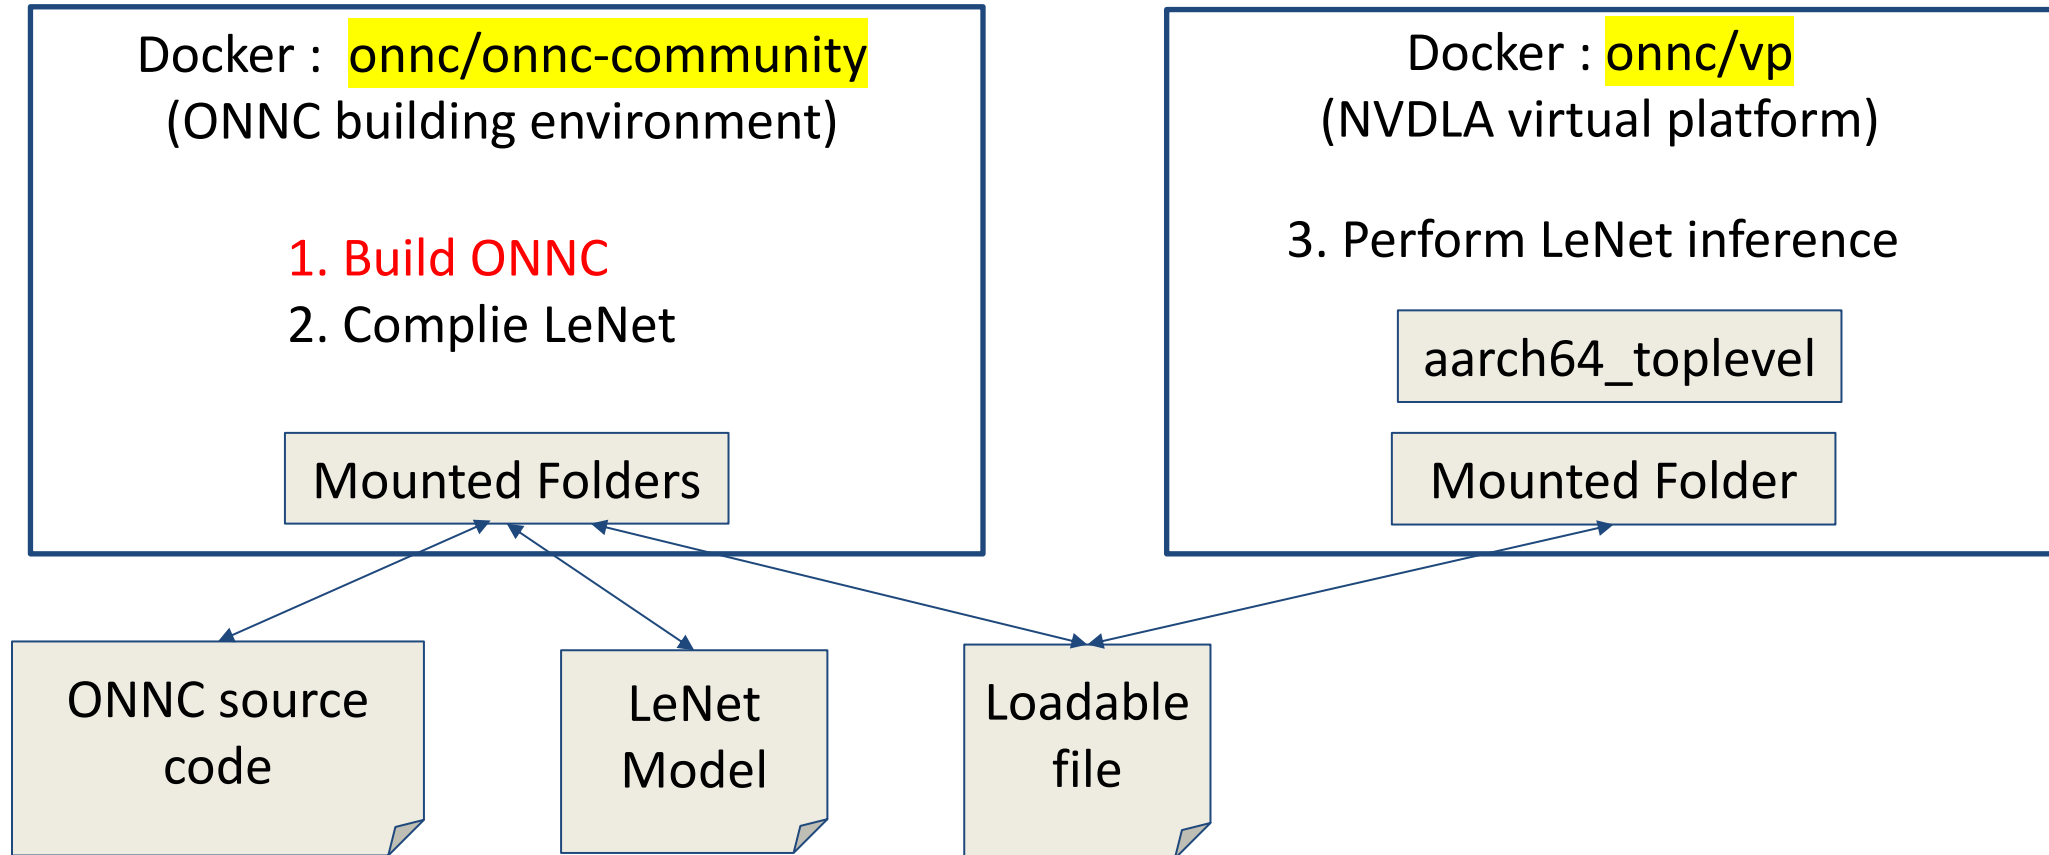 Docker :  onnc/onnc-community
(ONNC building environment)
1. Build ONNC
2. Complie LeNet
Mounted Folders
Docker : onnc/vp
(NVDLA virtual platform)
3. Perform LeNet inference
aarch64_toplevel
Mounted Folder
ONNC source
code
LeNet
Model
Loadable
file